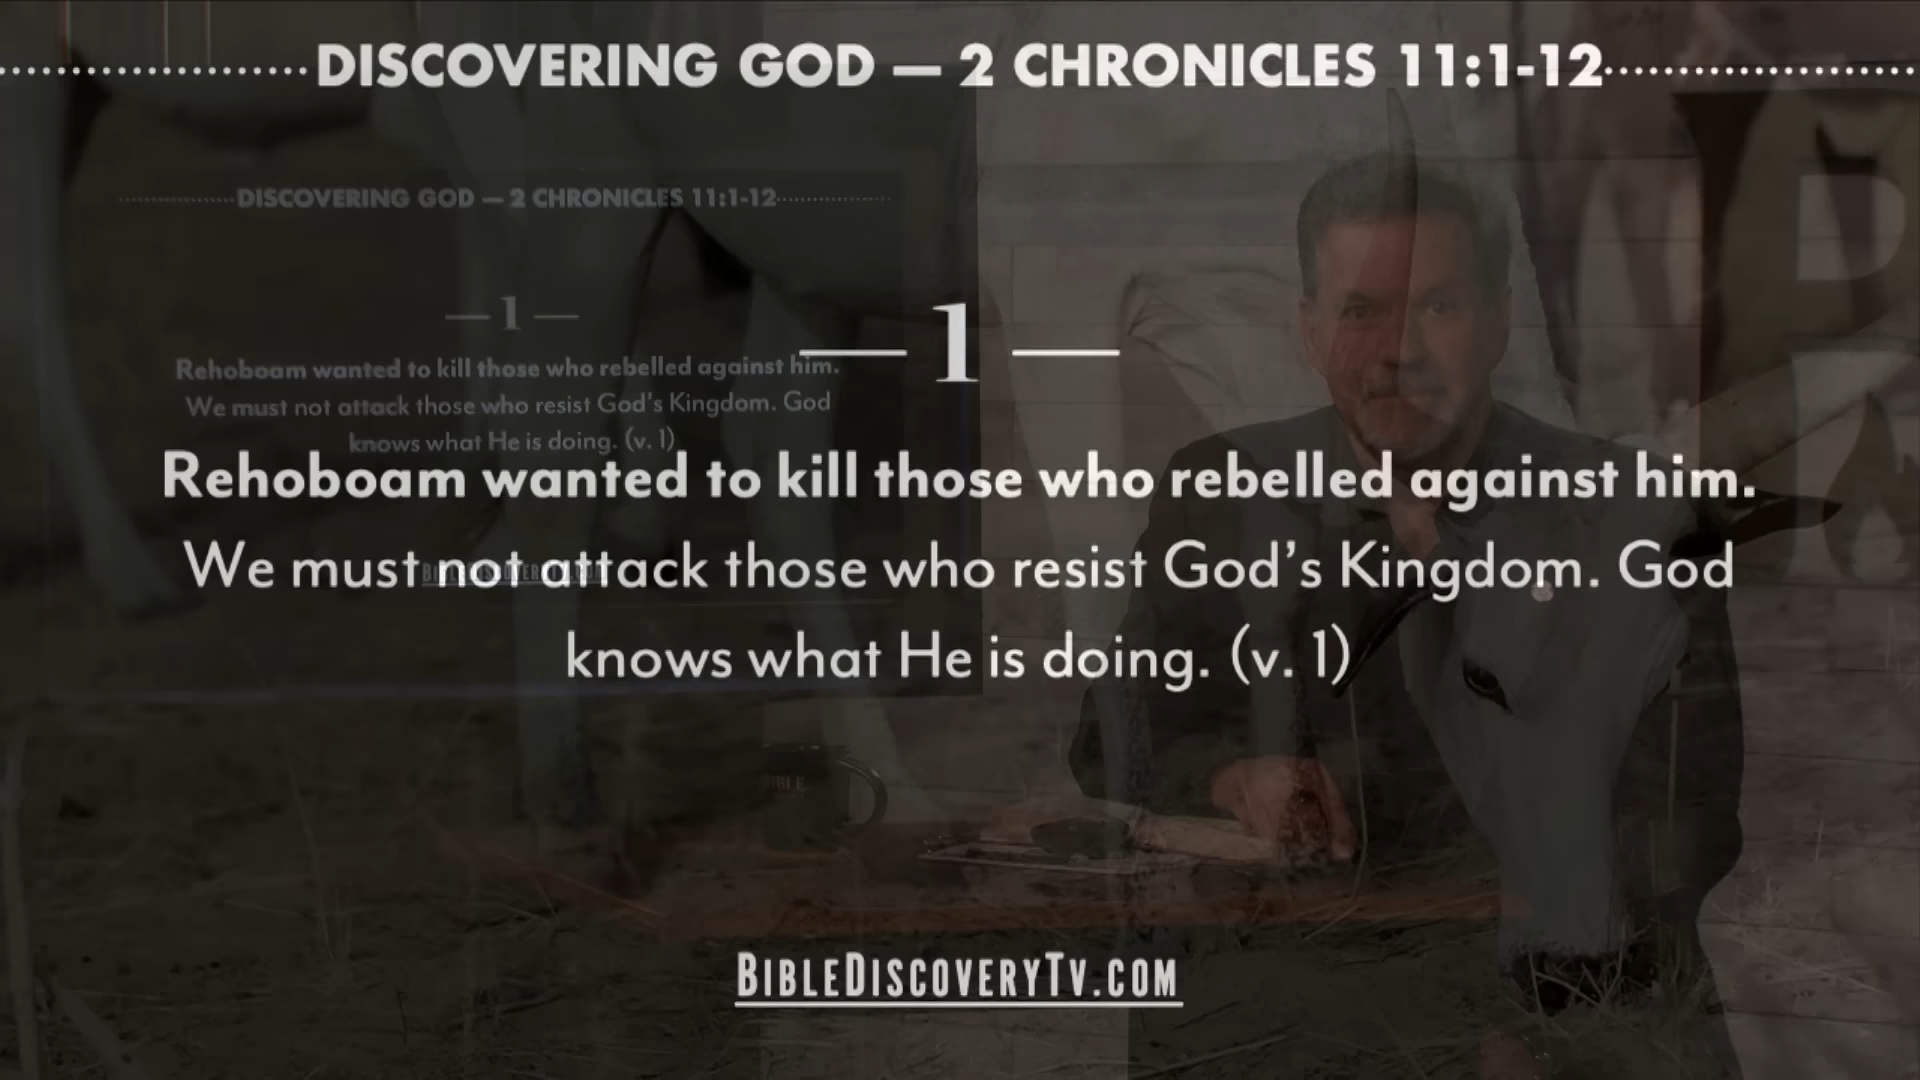 DISCOVERING GOD — 2 CHRONICLES 11:1-12
DISCOVERING GOD — 2 CHRONICLES 11:1-12
— 1 —
Rehoboam wanted to kill those who rebelled against him.
We must not attack those who resist God's Kingdom. God
knows what He is doing. (v. 1)
— 1 —
Rehoboam wanted to kill those who rebelled against him.
We must not attack those who resist God’s Kingdom. God
knows what He is doing. (v. 1)
BIBLE
BIBLEDISCOVERYTV.COM